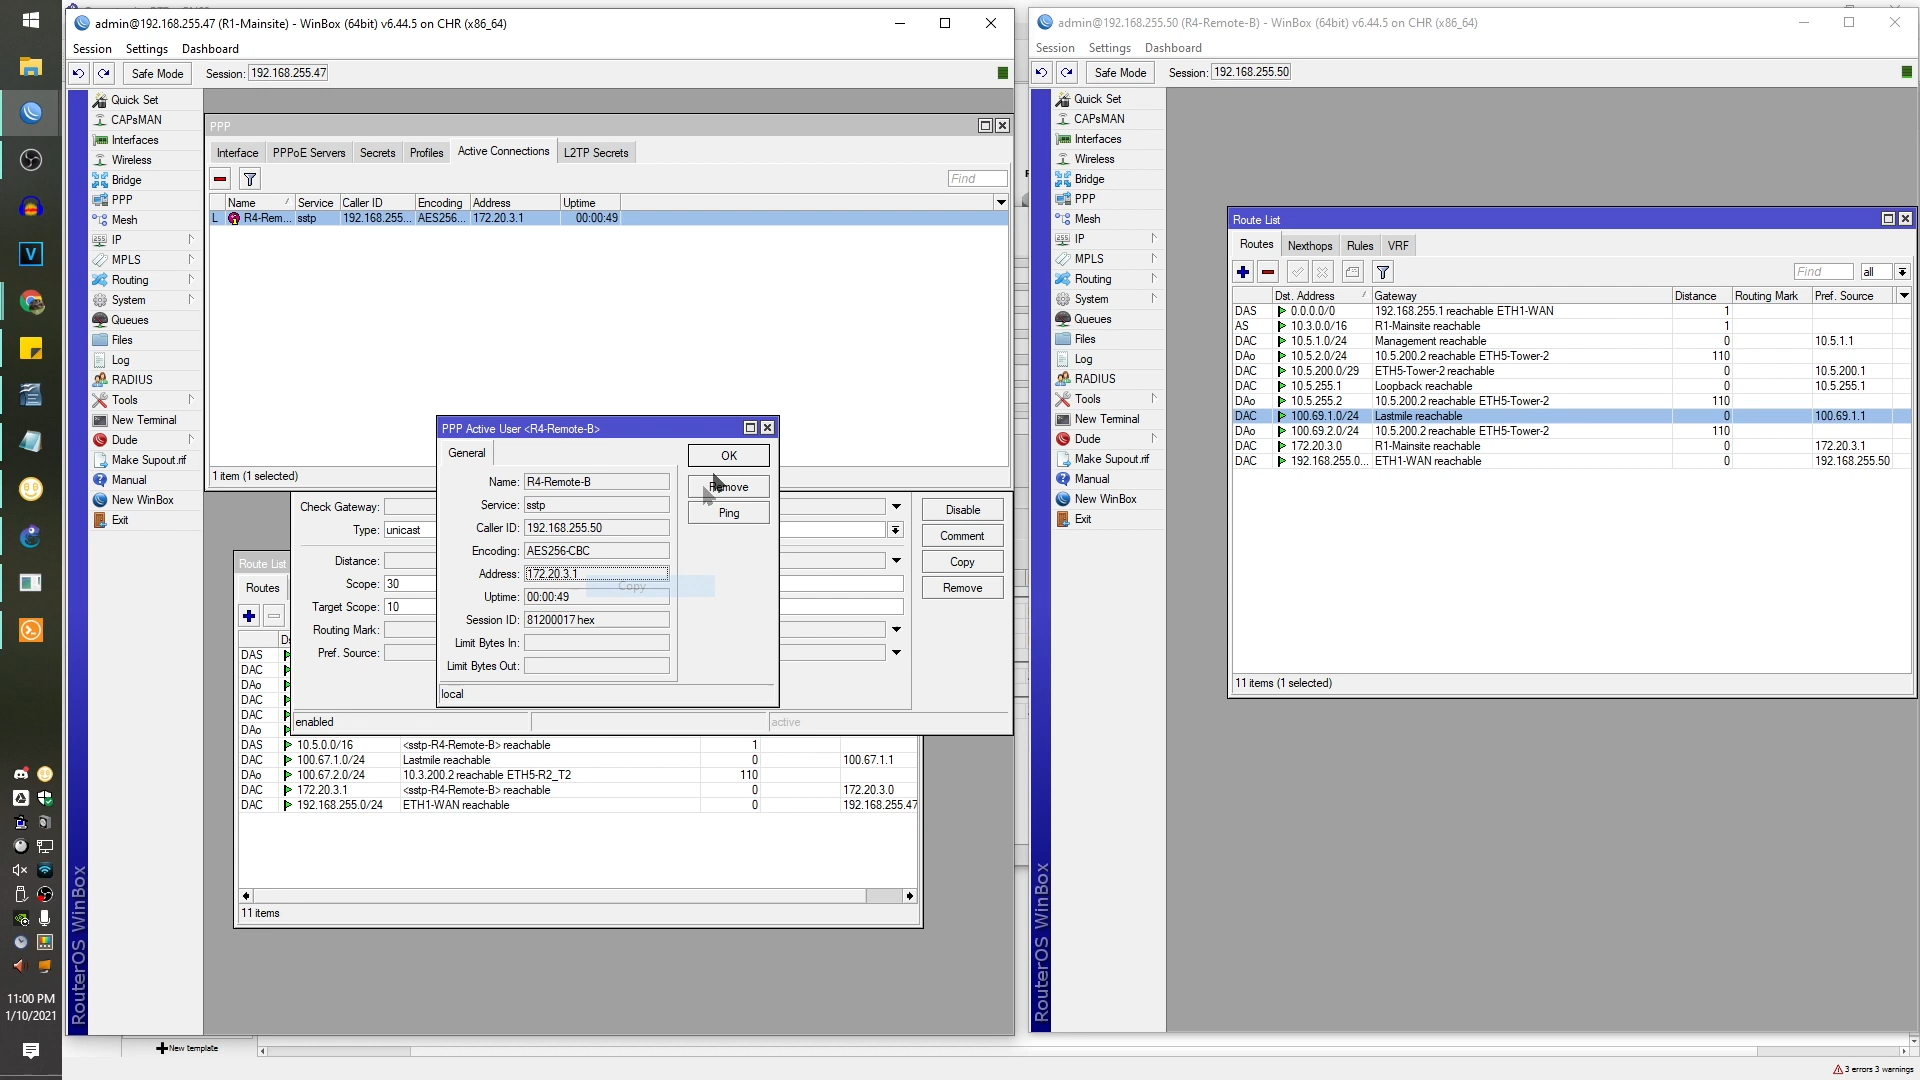 admin@192.168.255.47 (R1-Mainsite) - WinBox (64bit) v6.44.5 on CHR (x86_64)
Session Settings Dashboard
Safe Mode Session: 192.168.255.47
Quick Set
CAPsMAN
Interfaces
Wireless
Bridge
PPP
Mesh
IP
MPLS
Routing
System
Queues
Files
Log
RADIUS
Tools
New Terminal
Dude
Make Supout.rif
Manual
New WinBox
Exit
RouterOS WinBox
PPP
Interface PPPoE Servers Secrets Profiles Active Connections L2TP Secrets
Find
Name Service Caller ID Encoding Address Uptime
L R4-Rem... sstp 192.168.255... AES256... 172.20.3.1 00:00:49
1 item (1 selected)
PPP Active User <R4-Remote-B>
General
OK
Remove
Ping
Name: R4-Remote-B
Service: sstp
Caller ID: 192.168.255.50
Encoding: AES256-CBC
Address: 172.20.3.1
Copy
Uptime: 00:00:49
Session ID: 81200017 hex
Limit Bytes In:
Limit Bytes Out:
local
Check Gateway:
Type: unicast
Distance:
Scope: 30
Target Scope: 10
Routing Mark:
Pref. Source:
Disable
Comment
Copy
Remove
enabled active
Route List
Routes
DAS
DAC
DAo
DAC
DAC
DAo
DAS 10.5.0.0/16 <sstp-R4-Remote-B> reachable 1
DAC 100.67.1.0/24 Lastmile reachable 0 100.67.1.1
DAo 100.67.2.0/24 10.3.200.2 reachable ETH5-R2_T2 110
DAC 172.20.3.1 <sstp-R4-Remote-B> reachable 0 172.20.3.0
DAC 192.168.255.0/24 ETH1-WAN reachable 0 192.168.255.47
11 items
admin@192.168.255.50 (R4-Remote-B) - WinBox (64bit) v6.44.5 on CHR (x86_64)
Session Settings Dashboard
Safe Mode Session: 192.168.255.50
Quick Set
CAPsMAN
Interfaces
Wireless
Bridge
PPP
Mesh
IP
MPLS
Routing
System
Queues
Files
Log
RADIUS
Tools
New Terminal
Dude
Make Supout.rif
Manual
New WinBox
Exit
RouterOS WinBox
Route List
Routes Nexthops Rules VRF
Find all
Dst. Address Gateway Distance Routing Mark Pref. Source
DAS 0.0.0.0/0 192.168.255.1 reachable ETH1-WAN 1
AS 10.3.0.0/16 R1-Mainsite reachable 1
DAC 10.5.1.0/24 Management reachable 0 10.5.1.1
DAo 10.5.2.0/24 10.5.200.2 reachable ETH5-Tower-2 110
DAC 10.5.200.0/29 ETH5-Tower-2 reachable 0 10.5.200.1
DAC 10.5.255.1 Loopback reachable 0 10.5.255.1
DAo 10.5.255.2 10.5.200.2 reachable ETH5-Tower-2 110
DAC 100.69.1.0/24 Lastmile reachable 0 100.69.1.1
DAo 100.69.2.0/24 10.5.200.2 reachable ETH5-Tower-2 110
DAC 172.20.3.0 R1-Mainsite reachable 0 172.20.3.1
DAC 192.168.255.0... ETH1-WAN reachable 0 192.168.255.50
11 items (1 selected)
11:00 PM
1/10/2021
New template
3 errors 3 warnings